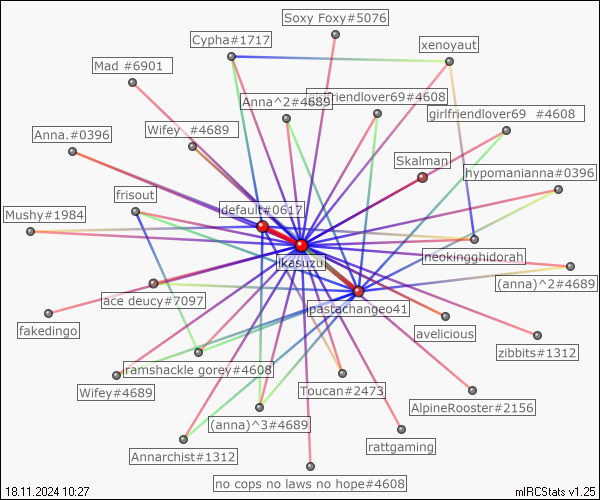 Soxy Foxy#5076
Cypha#1717
xenoyaut
Mad #6901
Anna^2#4689
girlfriendlover69#4608
girlfriendlover69 #4608
Anna.#0396
Wifey #4689
Skalman
hypomanianna#0396
frisout
Mushy#1984
default#0617
neokingghidorah
ikasuzu
(anna)^2#4689
ace deucy#7097
ipastachangeo41
fakedingo
avelicious
zibbits#1312
ramshackle gorey#4608
Wifey#4689
Toucan#2473
AlpineRooster#2156
(anna)^3#4689
rattgaming
Annarchist#1312
no cops no laws no hope#4608
18.11.2024 10:27
mIRCStats v1.25